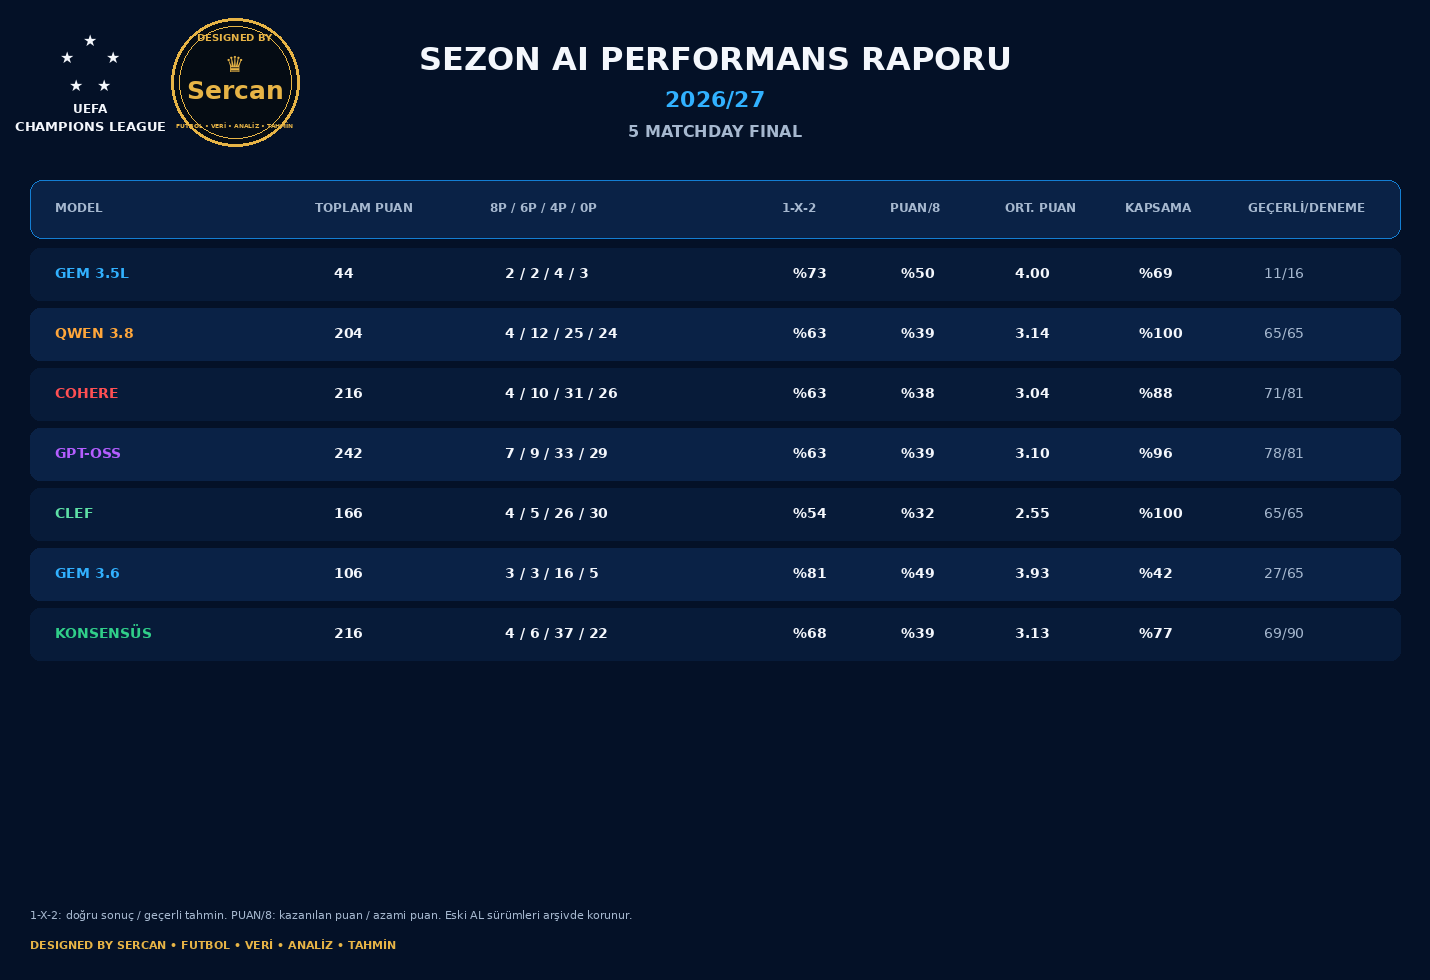 UEFA
CHAMPIONS LEAGUE
DESIGNED BY
Sercan
FUTBOL • VERİ • ANALİZ • TAHMİN
SEZON AI PERFORMANS RAPORU
2026/27
5 MATCHDAY FINAL
MODEL TOPLAM PUAN 8P / 6P / 4P / 0P 1-X-2 PUAN/8 ORT. PUAN KAPSAMA GEÇERLİ/DENEME
GEM 3.5L 44 2 / 2 / 4 / 3 %73 %50 4.00 %69 11/16
QWEN 3.8 204 4 / 12 / 25 / 24 %63 %39 3.14 %100 65/65
COHERE 216 4 / 10 / 31 / 26 %63 %38 3.04 %88 71/81
GPT-OSS 242 7 / 9 / 33 / 29 %63 %39 3.10 %96 78/81
CLEF 166 4 / 5 / 26 / 30 %54 %32 2.55 %100 65/65
GEM 3.6 106 3 / 3 / 16 / 5 %81 %49 3.93 %42 27/65
KONSENSÜS 216 4 / 6 / 37 / 22 %68 %39 3.13 %77 69/90
1-X-2: doğru sonuç / geçerli tahmin. PUAN/8: kazanılan puan / azami puan. Eski AL sürümleri arşivde korunur.
DESIGNED BY SERCAN • FUTBOL • VERİ • ANALİZ • TAHMİN